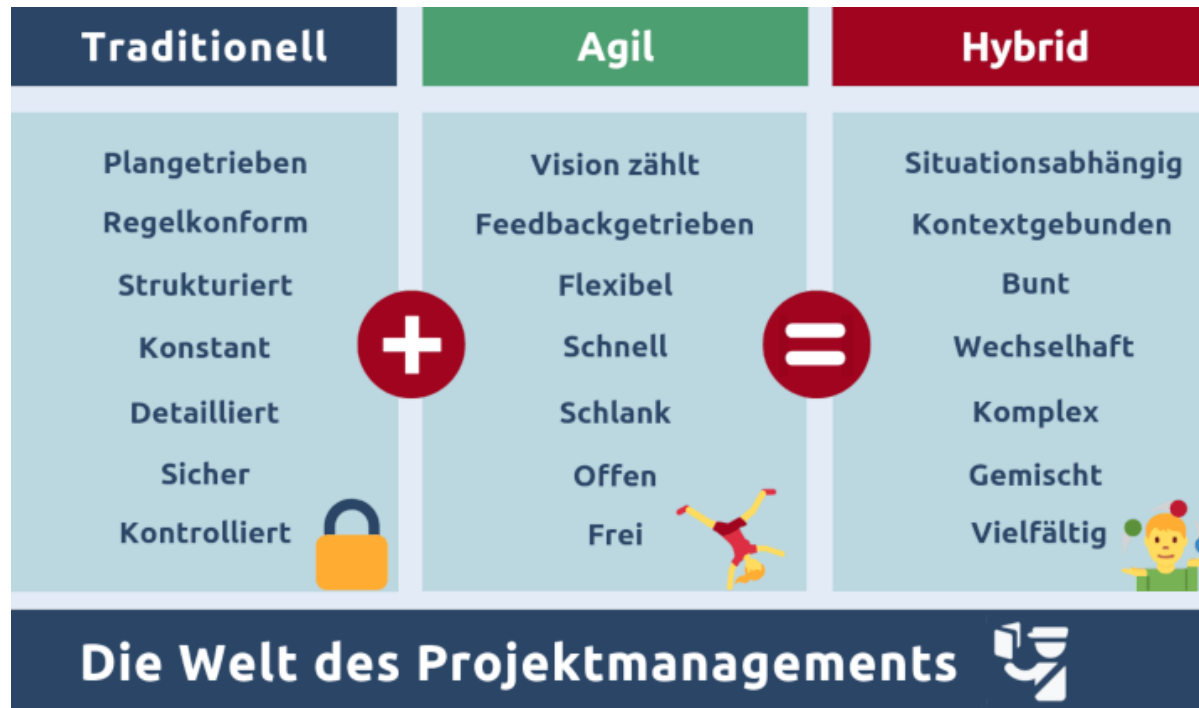 Traditionell
Agil
Hybrid
Plangetrieben
Regelkonform
Strukturiert
Konstant
Detailliert
Sicher
Kontrolliert
Vision zählt
Feedbackgetrieben
Flexibel
Schnell
Schlank
Offen
Frei
Situationsabhängig
Kontextgebunden
Bunt
Wechselhaft
Komplex
Gemischt
Vielfältig
+
=
Die Welt des Projektmanagements